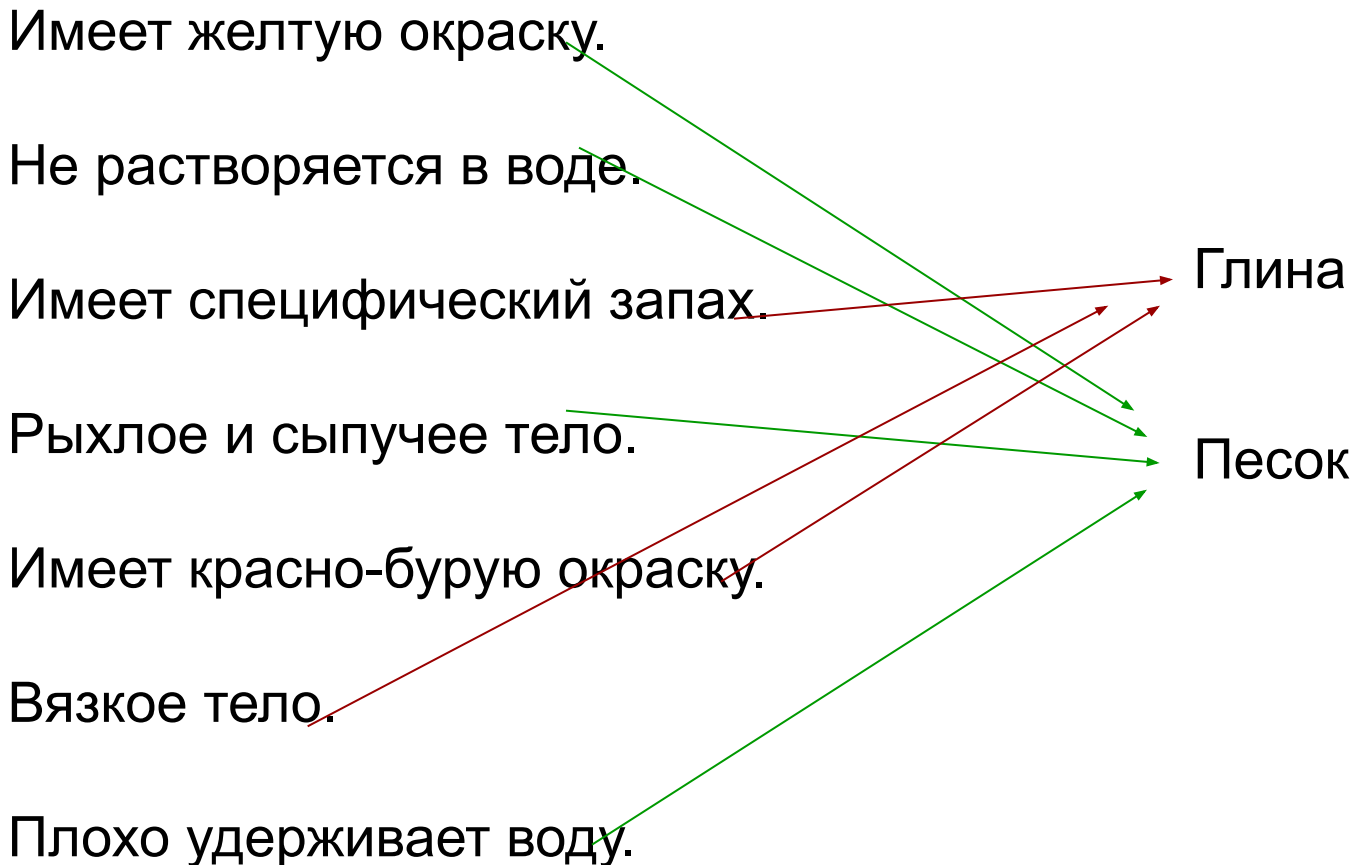 Имеет желтую окраску.
Не растворяется в воде.
Имеет специфический запах.
Рыхлое и сыпучее тело.
Имеет красно-бурую окраску.
Вязкое тело.
Плохо удерживает воду.
Глина
Песок